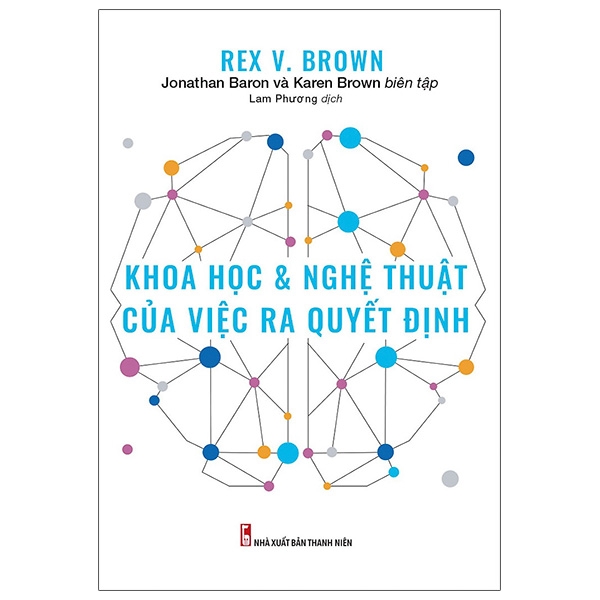 REX V. BROWN
Jonathan Baron và Karen Brown biên tập
Lam Phương dịch
KHOA HỌC & NGHỆ THUẬT
CỦA VIỆC RA QUYẾT ĐỊNH
NHÀ XUẤT BẢN THANH NIÊN